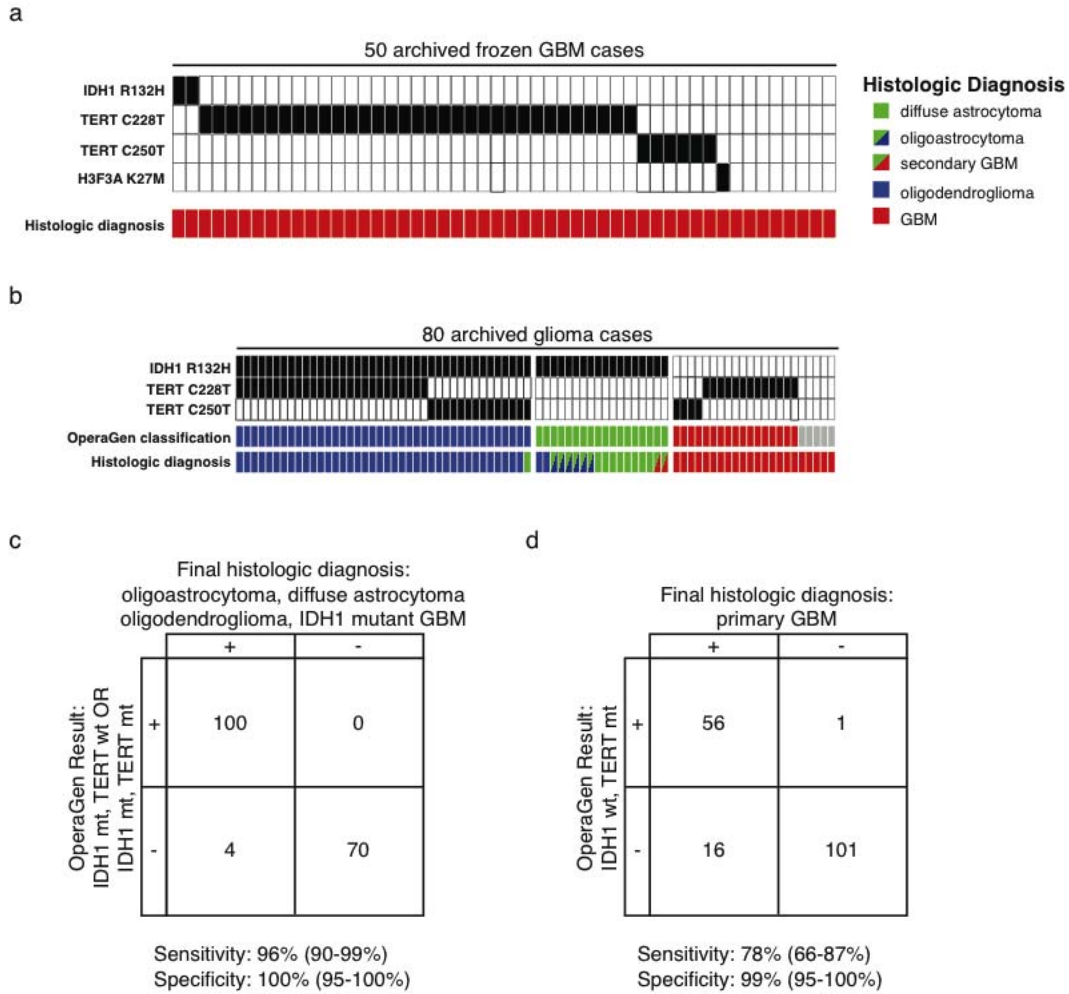 a
50 archived frozen GBM cases
IDH1 R132H
TERT C228T
TERT C250T
H3F3A K27M
Histologic diagnosis
Histologic Diagnosis
diffuse astrocytoma
oligoastrocytoma
secondary GBM
oligodendroglioma
GBM
b
80 archived glioma cases
IDH1 R132H
TERT C228T
TERT C250T
OperaGen classification
Histologic diagnosis
c
Final histologic diagnosis:
oligoastrocytoma, diffuse astrocytoma
oligodendroglioma, IDH1 mutant GBM
+ -
OperaGen Result:
IDH1 mt, TERT wt OR
IDH1 mt, TERT mt
+ 100 0
- 4 70
Sensitivity: 96% (90-99%)
Specificity: 100% (95-100%)
d
Final histologic diagnosis:
primary GBM
+ -
OperaGen Result:
IDH1 wt, TERT mt
+ 56 1
- 16 101
Sensitivity: 78% (66-87%)
Specificity: 99% (95-100%)